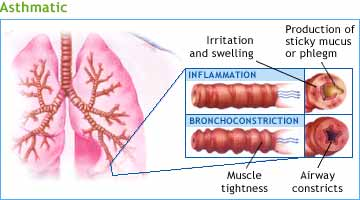 Asthmatic
Irritation
and swelling
Production of
sticky mucus
or phlegm
INFLAMMATION
BRONCHOCONSTRICTION
Muscle
tightness
Airway
constricts